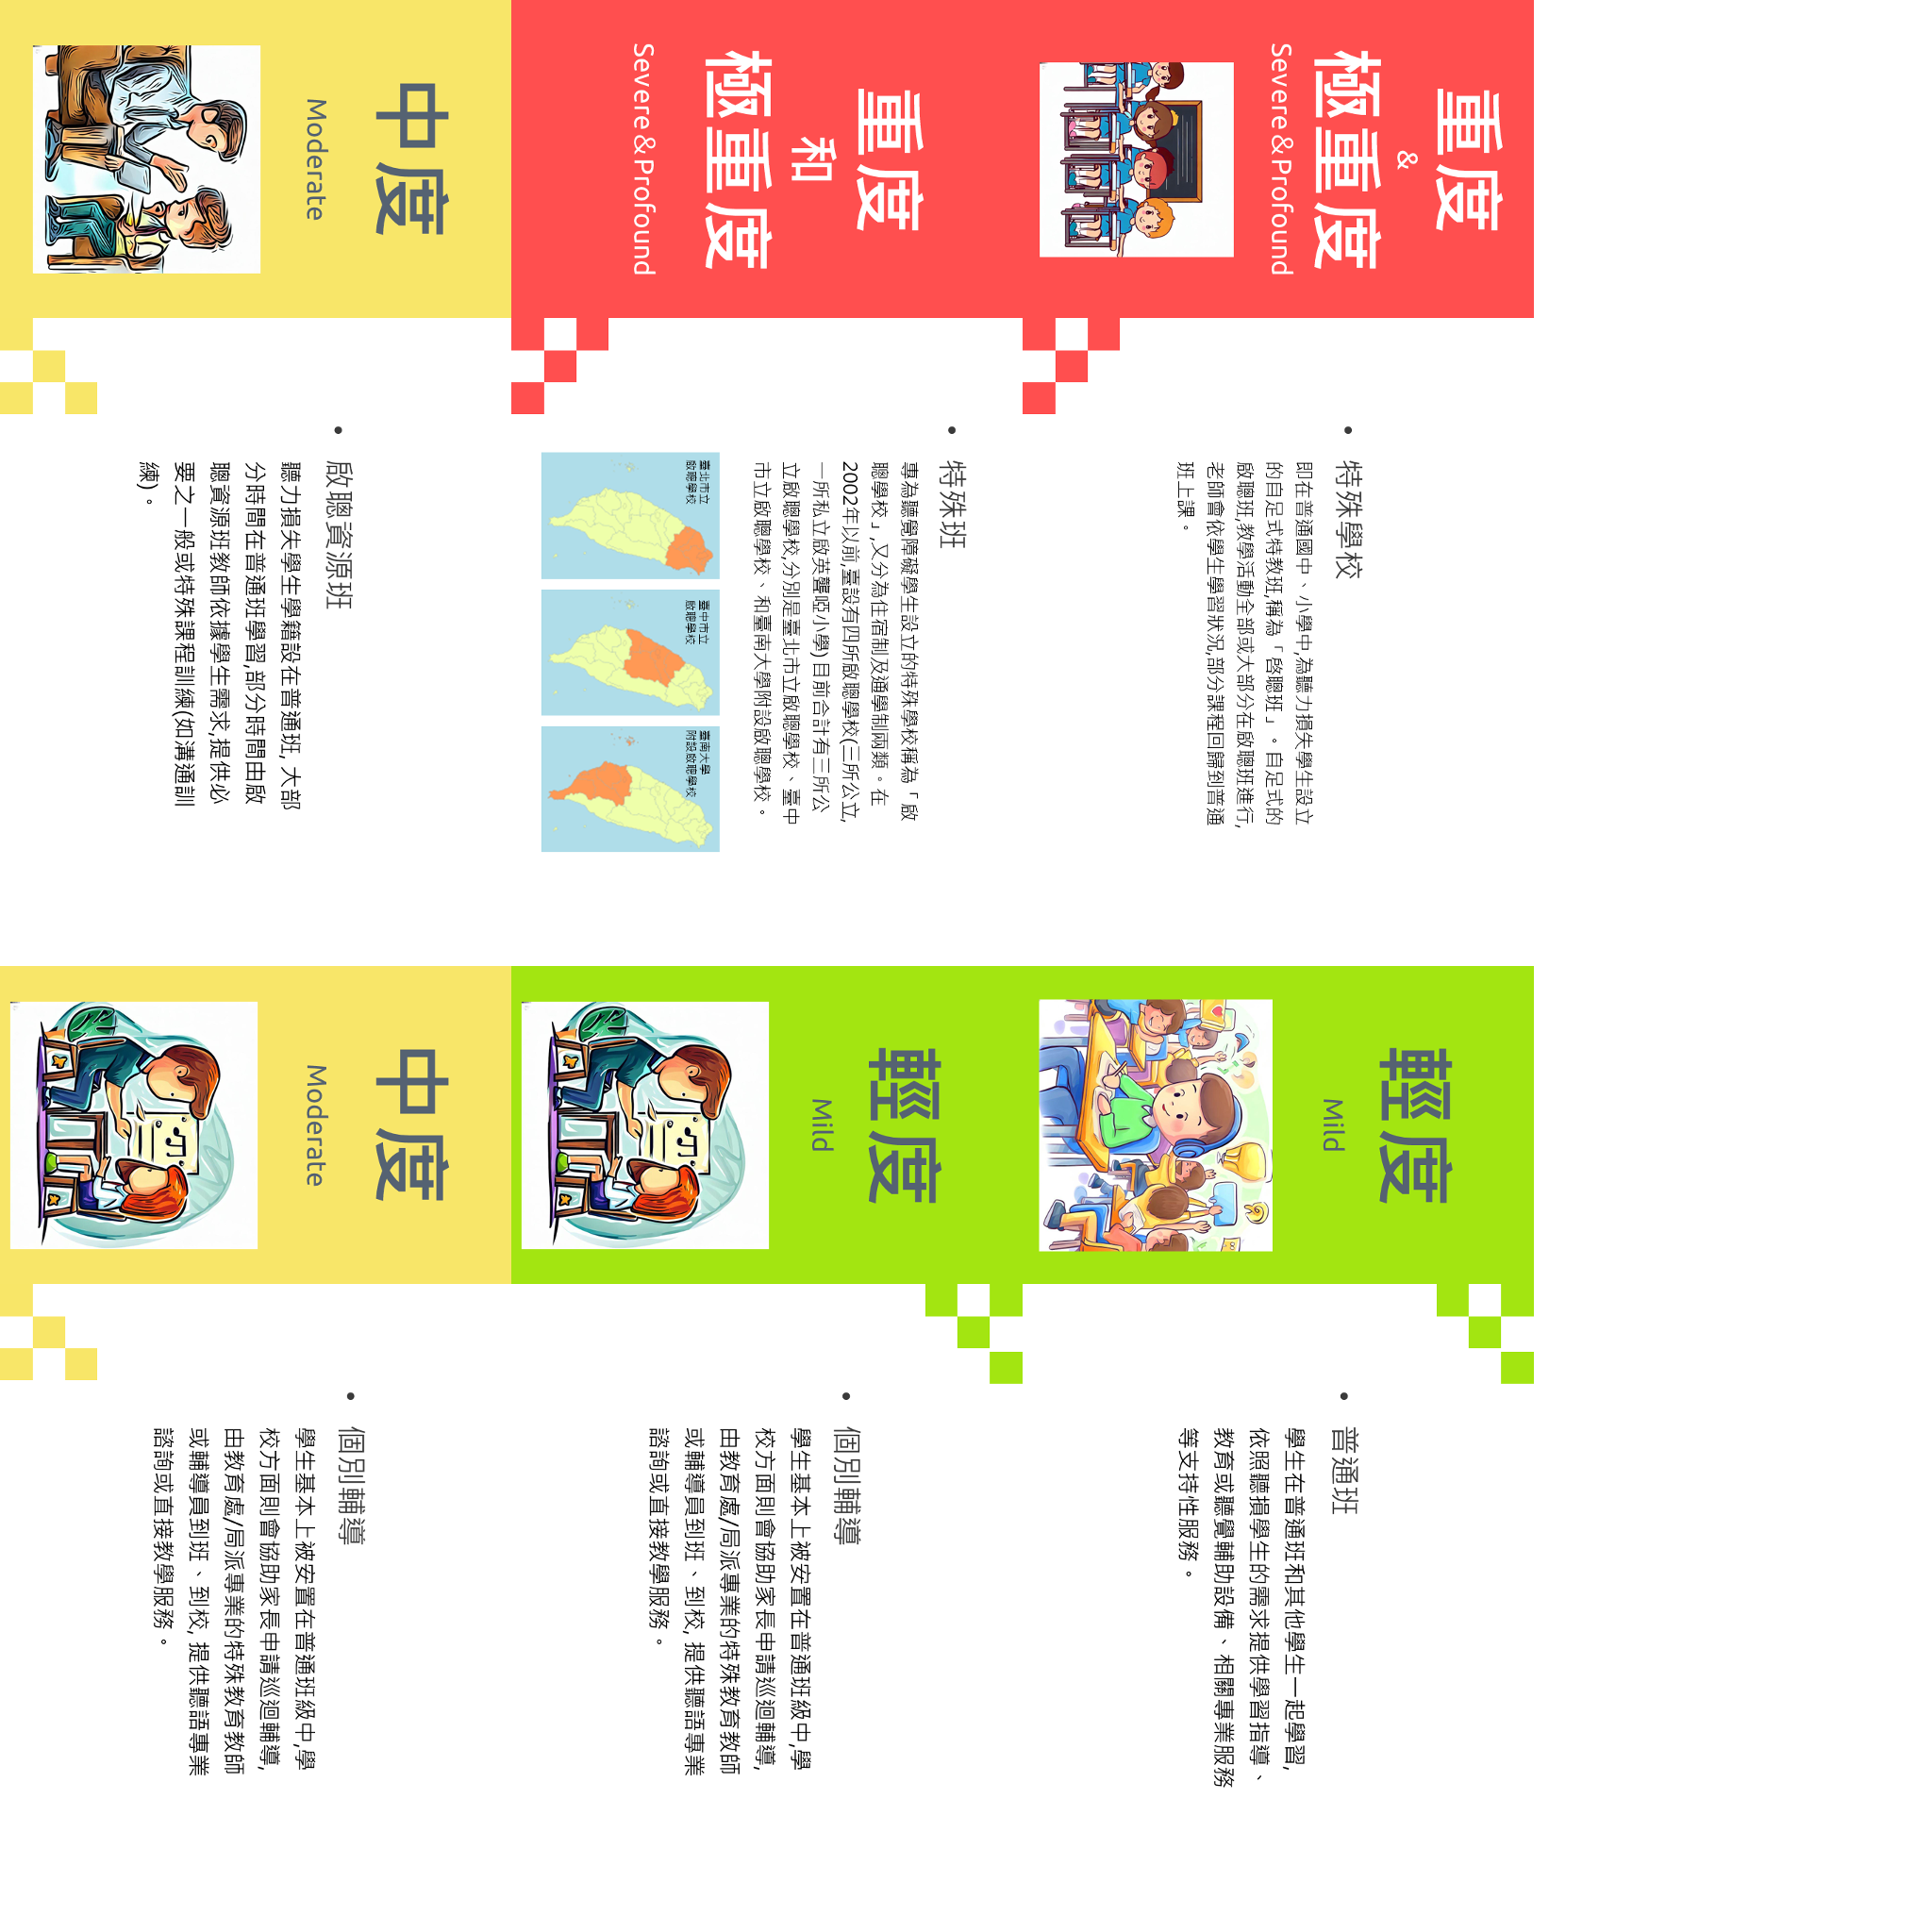 重度
&
極重度
Severe＆Profound
• 特殊學校
即在普通國中、小學中,為聽力損失學生設立
的自足式特教班,稱為「啓聰班」。自足式的
啟聰班,教學活動全部或大部分在啟聰班進行,
老師會依學生學習狀況,部分課程回歸到普通
班上課。
輕度
Mild
• 普通班
學生在普通班和其他學生一起學習,
依照聽損學生的需求提供學習指導、
教育或聽覺輔助設備、相關專業服務
等支持性服務。
重度
和
極重度
Severe＆Profound
• 特殊班
專為聽覺障礙學生設立的特殊學校稱為「啟
聰學校」,又分為住宿制及通學制兩類。在
2002年以前,臺設有四所啟聰學校(三所公立,
一所私立啟英聾啞小學)目前合計有三所公
立啟聰學校,分別是臺北市立啟聰學校、臺中
市立啟聰學校、和臺南大學附設啟聰學校。
臺北市立
啟聰學校
臺中市立
啟聰學校
臺南大學
附設啟聰學校
輕度
Mild
• 個別輔導
學生基本上被安置在普通班級中,學
校方面則會協助家長申請巡迴輔導,
由教育處/局派專業的特殊教育教師
或輔導員到班、到校, 提供聽語專業
諮詢或直接教學服務。
中度
Moderate
• 啟聰資源班
聽力損失學生學籍設在普通班, 大部
分時間在普通班學習,部分時間由啟
聰資源班教師依據學生需求,提供必
要之一般或特殊課程訓練(如溝通訓
練)。
中度
Moderate
• 個別輔導
學生基本上被安置在普通班級中,學
校方面則會協助家長申請巡迴輔導,
由教育處/局派專業的特殊教育教師
或輔導員到班、到校, 提供聽語專業
諮詢或直接教學服務。